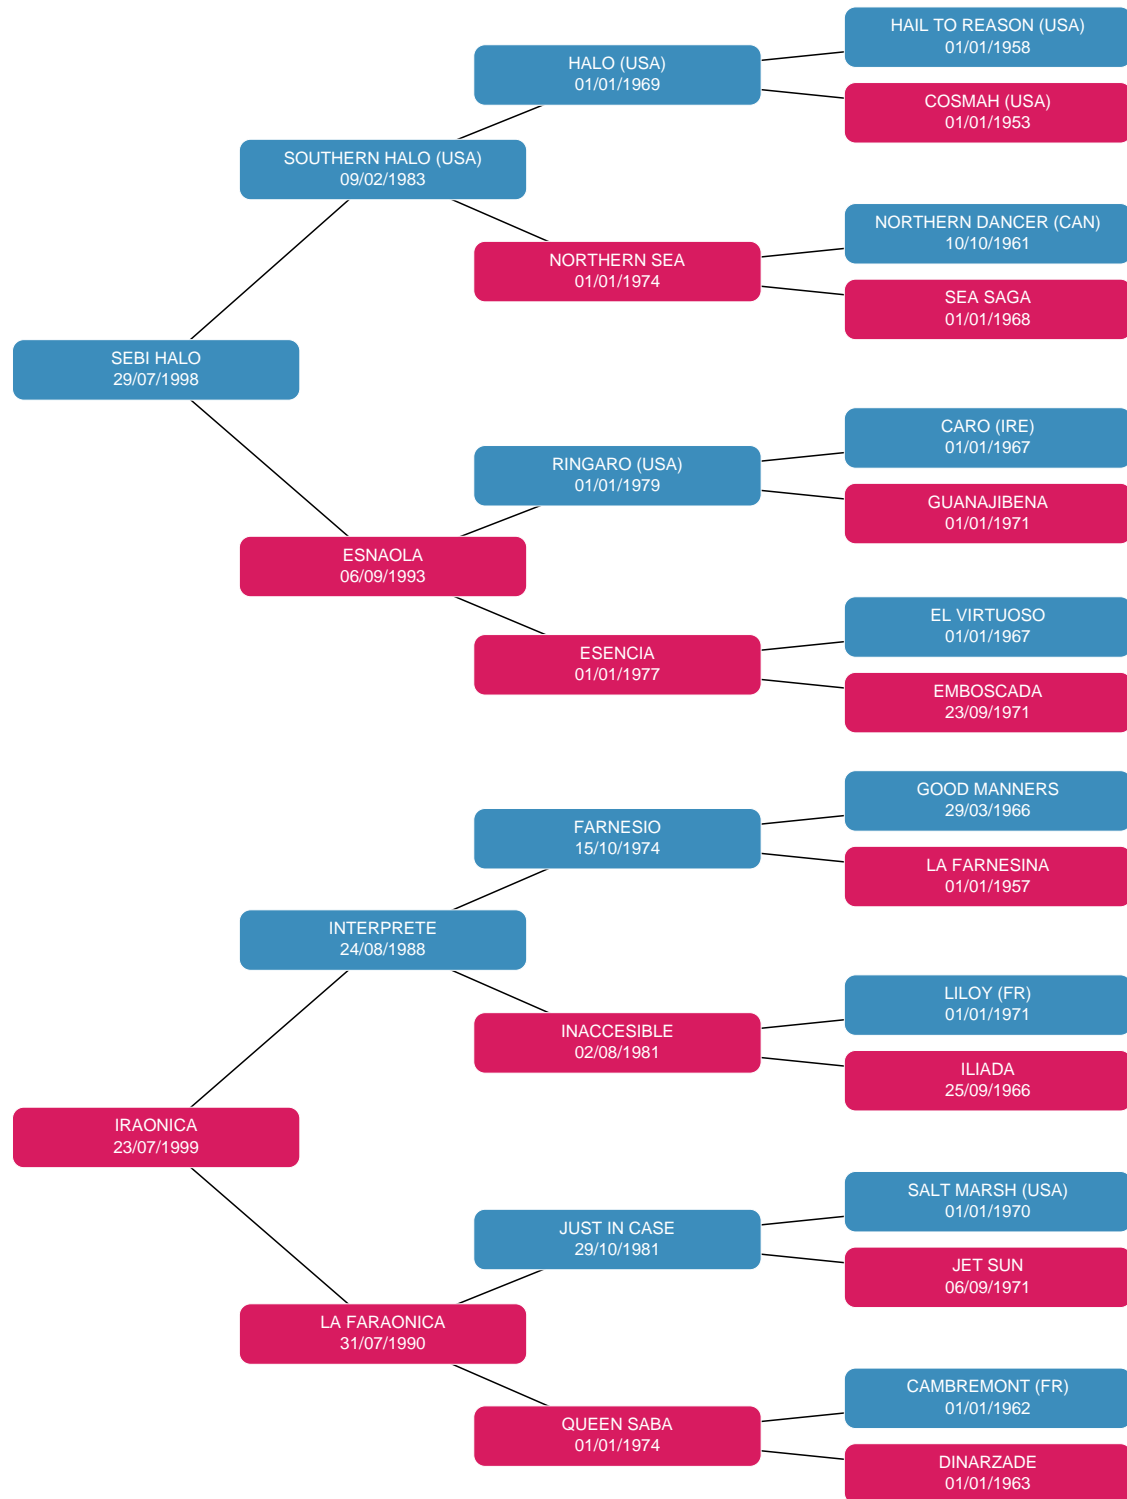 HAIL TO REASON (USA)
01/01/1958
HALO (USA)
01/01/1969
COSMAH (USA)
01/01/1953
SOUTHERN HALO (USA)
09/02/1983
NORTHERN DANCER (CAN)
10/10/1961
NORTHERN SEA
01/01/1974
SEA SAGA
01/01/1968
SEBI HALO
29/07/1998
CARO (IRE)
01/01/1967
RINGARO (USA)
01/01/1979
GUANAJIBENA
01/01/1971
ESNAOLA
06/09/1993
EL VIRTUOSO
01/01/1967
ESENCIA
01/01/1977
EMBOSCADA
23/09/1971
GOOD MANNERS
29/03/1966
FARNESIO
15/10/1974
LA FARNESINA
01/01/1957
INTERPRETE
24/08/1988
LILOY (FR)
01/01/1971
INACCESIBLE
02/08/1981
ILIADA
25/09/1966
IRAONICA
23/07/1999
SALT MARSH (USA)
01/01/1970
JUST IN CASE
29/10/1981
JET SUN
06/09/1971
LA FARAONICA
31/07/1990
CAMBREMONT (FR)
01/01/1962
QUEEN SABA
01/01/1974
DINARZADE
01/01/1963